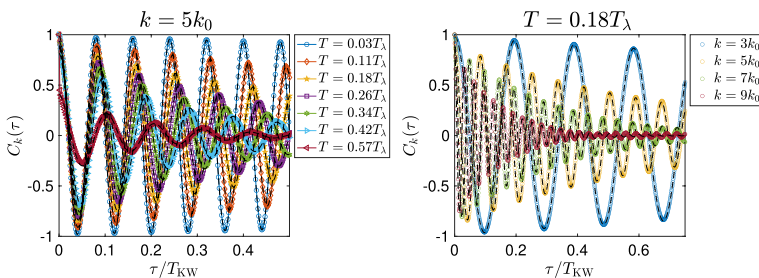 k = 5k₀
T = 0.18T_λ
1
0.5
0
-0.5
-1
C_k(τ)
0
0.1
0.2
0.3
0.4
τ/T_KW
T = 0.03T_λ
T = 0.11T_λ
T = 0.18T_λ
T = 0.26T_λ
T = 0.34T_λ
T = 0.42T_λ
T = 0.57T_λ
1
0.5
0
-0.5
-1
C_k(τ)
0
0.2
0.4
0.6
τ/T_KW
k = 3k₀
k = 5k₀
k = 7k₀
k = 9k₀